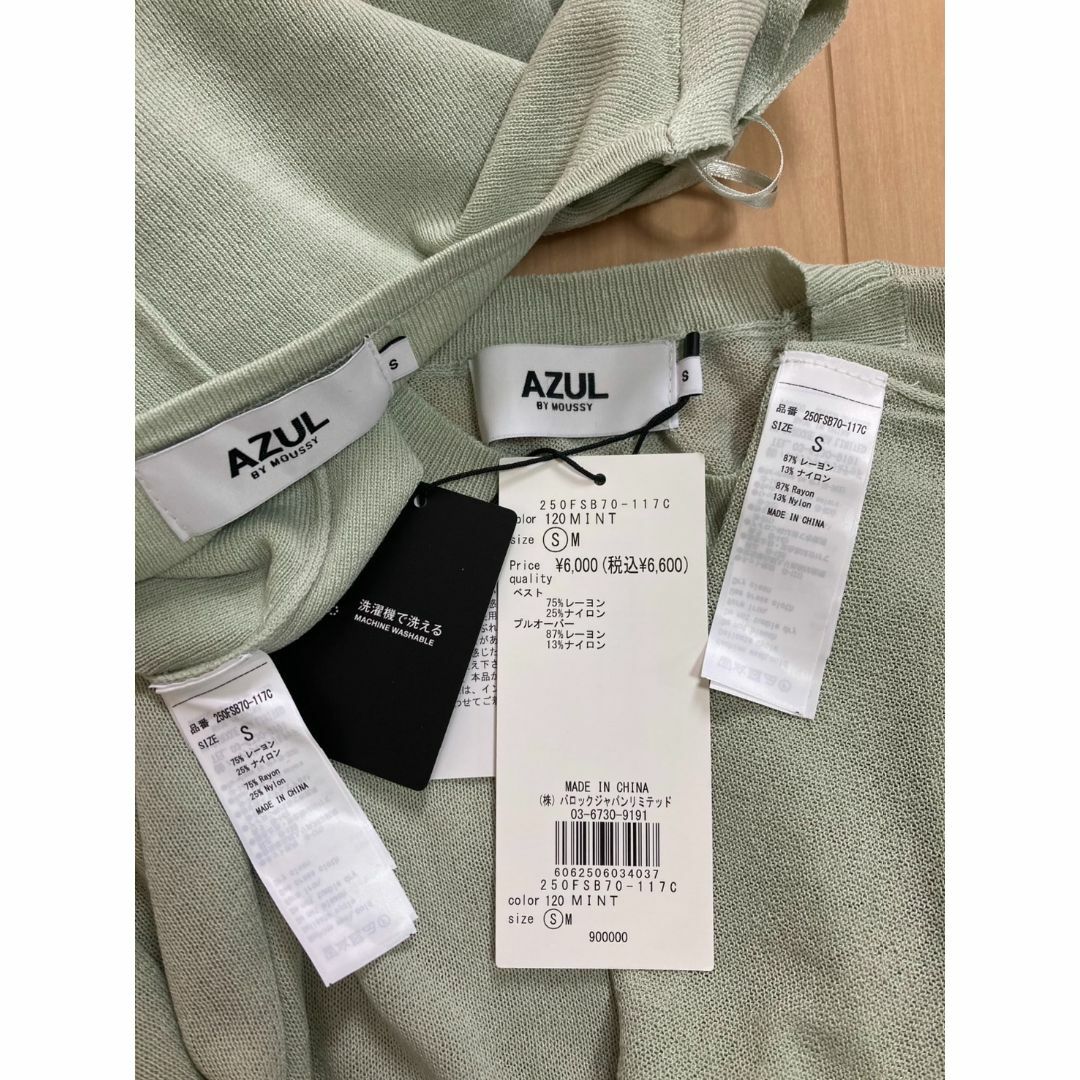 AZUL
BY MOUSSY
S
AZUL
BY MOUSSY
S
品番 250FSB70-117C
SIZE S
87% レーヨン
13% ナイロン
87% Rayon
13% Nylon
MADE IN CHINA
250FSB70-117C
color 120 MINT
size S M
Price ¥6,000(税込¥6,600)
quality
ベスト
75%レーヨン
25%ナイロン
プルオーバー
87%レーヨン
13%ナイロン
MADE IN CHINA
(株) バロックジャパンリミテッド
03-6730-9191
6062506034037
250FSB70-117C
color 120 MINT
size S M
900000
洗濯機で洗える
MACHINE WASHABLE
品番 250FSB70-117C
SIZE S
75% レーヨン
25% ナイロン
75% Rayon
25% Nylon
MADE IN CHINA